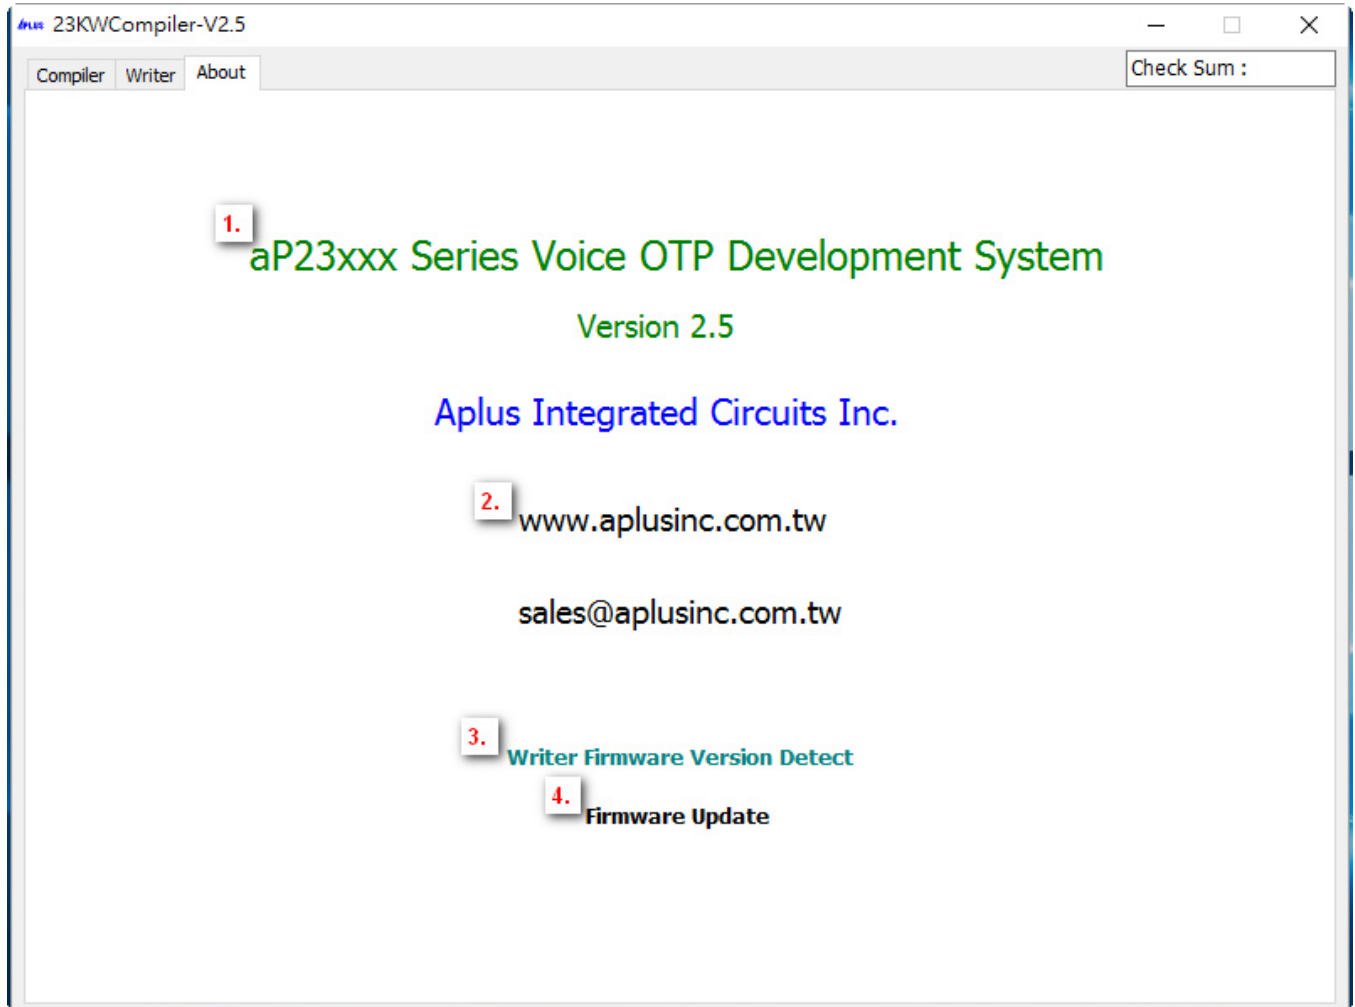 APLUS 23KWCompiler-V2.5
Compiler Writer About Check Sum :
1.
aP23xxx Series Voice OTP Development System
Version 2.5
Aplus Integrated Circuits Inc.
2.
www.aplusinc.com.tw
sales@aplusinc.com.tw
3.
Writer Firmware Version Detect
4.
Firmware Update